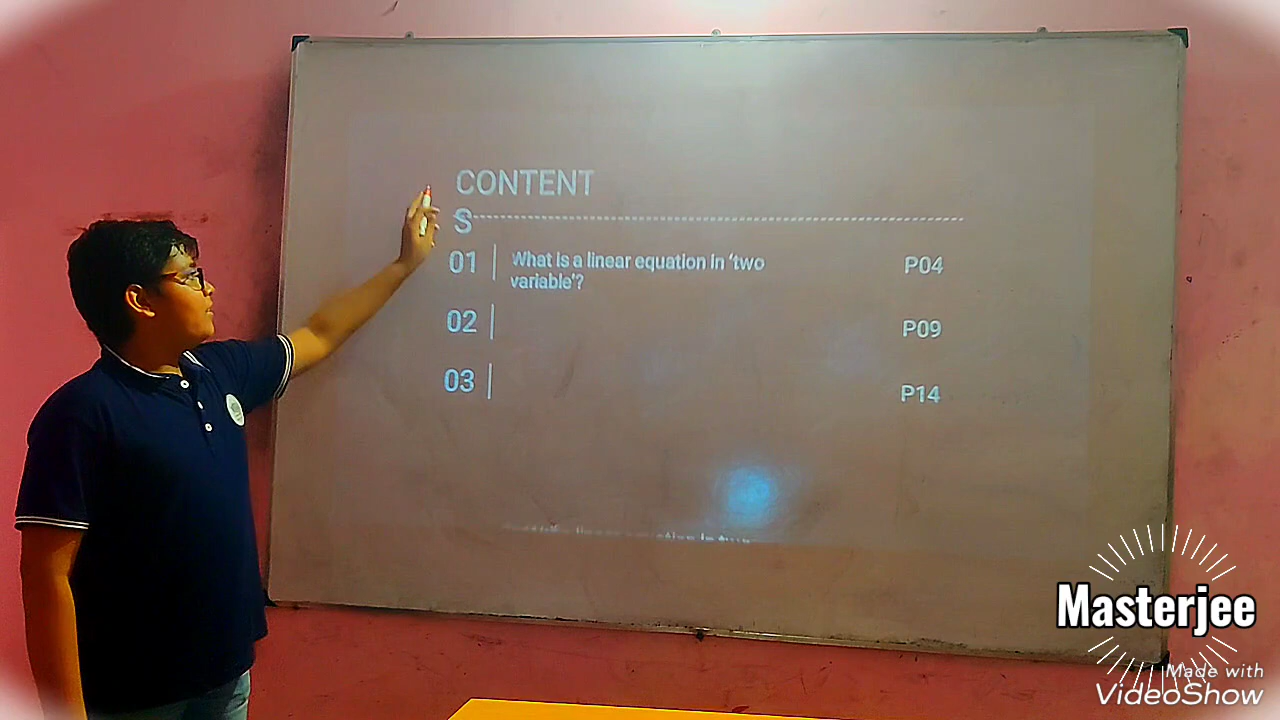 CONTENT
S
01 What is a linear equation in ‘two P04
variable’?
02 P09
03 P14
Masterjee
Made with
VideoShow